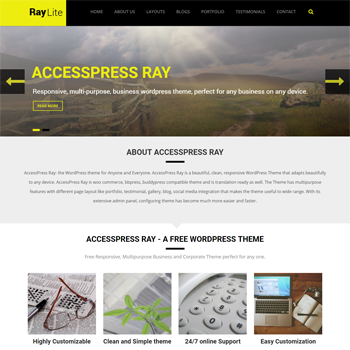 Ray Lite
HOME ABOUT US LAYOUTS BLOGS PORTFOLIO TESTIMONIALS CONTACT US
ACCESSPRESS RAY
Responsive, multi-purpose, business wordpress theme, perfect for any business on any device.
READ MORE
ABOUT ACCESSPRESS RAY
AccessPress Ray- the WordPress theme for Anyone and Everyone. AccessPress Ray is a beautiful, clean, responsive WordPress Theme that adapts beautifully
to any device. AccessPress Ray is woo commerce, bbpress, buddypress compatible theme and is translation ready as well. The Theme has multipurpose
features with different page layout like portfolio, testimonial, gallery, blog, social media integration that makes the theme useful to wide range. With its
extensive admin panel, configuring theme has become much more easier and faster.
ACCESSPRESS RAY - A FREE WORDPRESS THEME
Free Responsive, Multipurpose Business and Corporate Theme perfect for any one.
Highly Customizable Clean and Simple theme 24/7 online Support Easy Customization